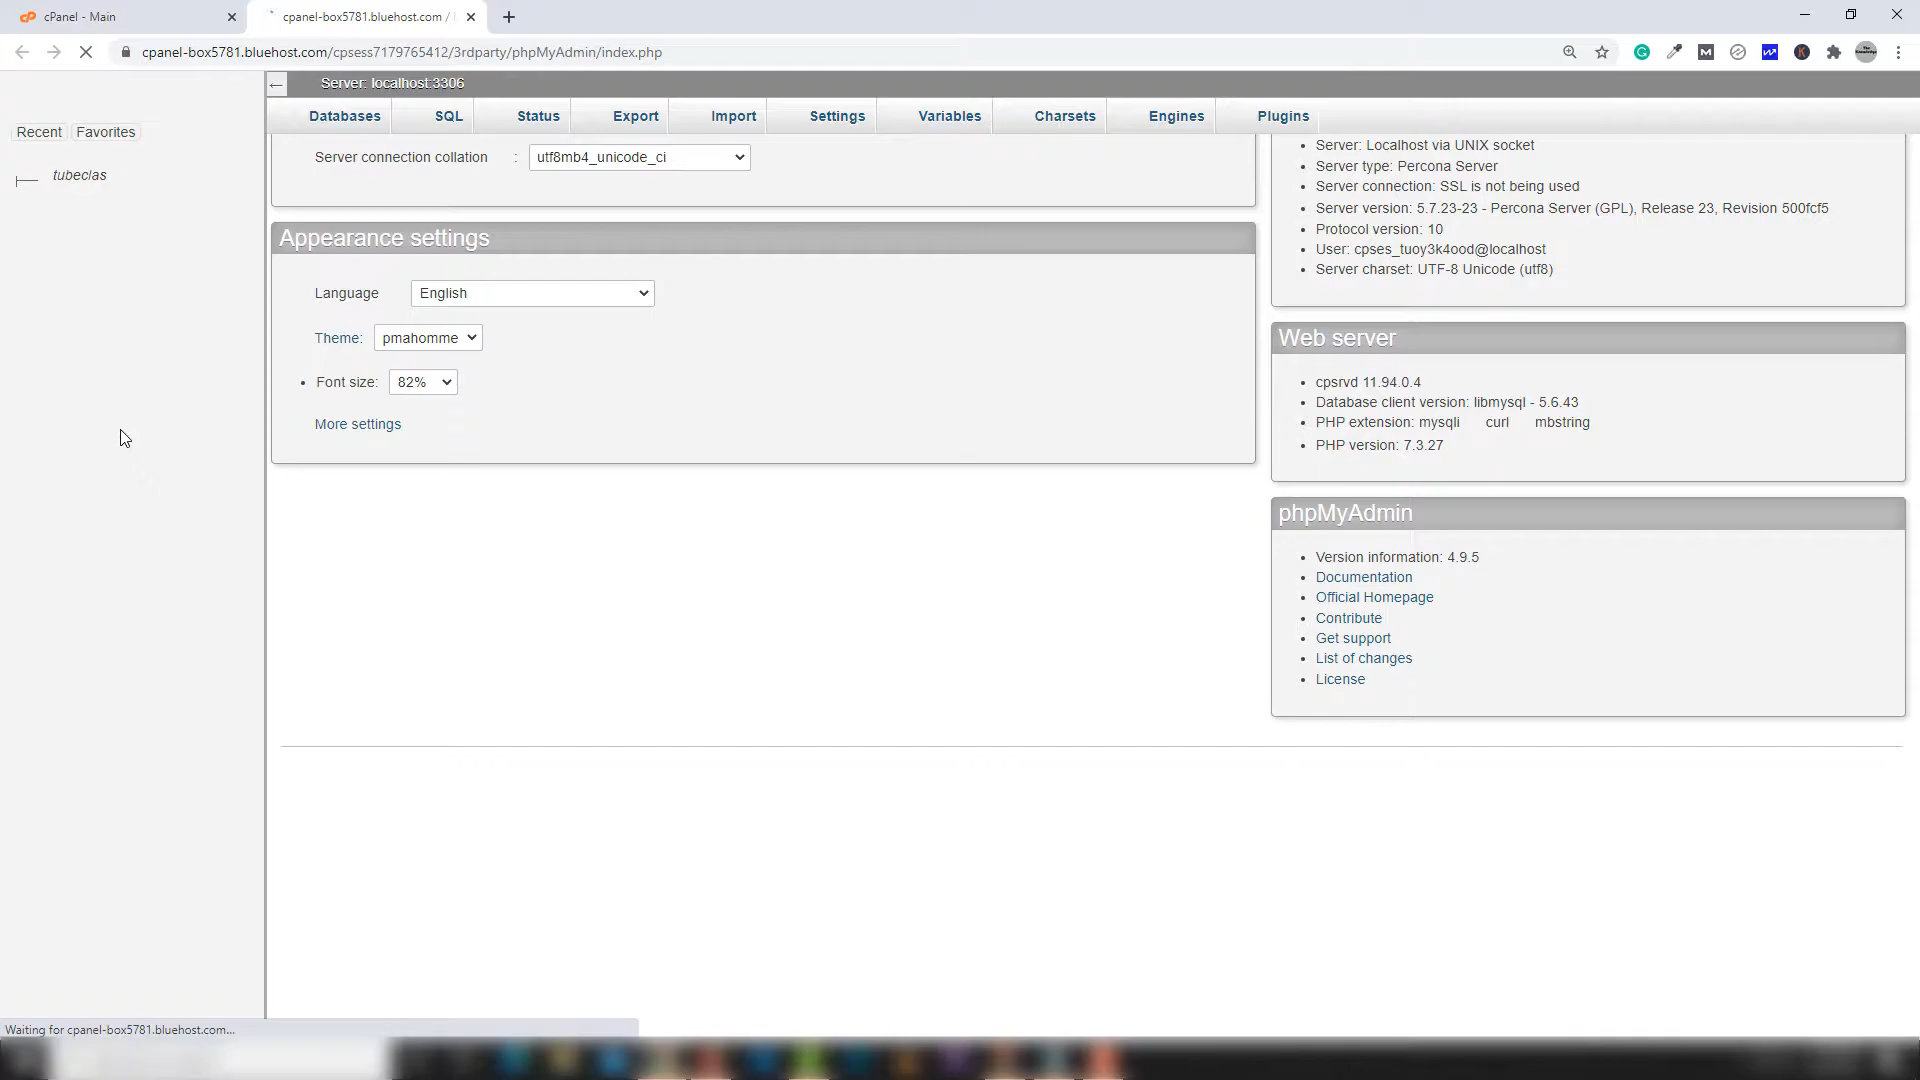 cPanel - Main
cpanel-box5781.bluehost.com /
cpanel-box5781.bluehost.com/cpsess7179765412/3rdparty/phpMyAdmin/index.php
Server: localhost:3306
Databases SQL Status Export Import Settings Variables Charsets Engines Plugins
Recent Favorites
tubeclas
Server connection collation : utf8mb4_unicode_ci
Appearance settings
Language English
Theme: pmahomme
Font size: 82%
More settings
Server: Localhost via UNIX socket
Server type: Percona Server
Server connection: SSL is not being used
Server version: 5.7.23-23 - Percona Server (GPL), Release 23, Revision 500fcf5
Protocol version: 10
User: cpses_tuoy3k4ood@localhost
Server charset: UTF-8 Unicode (utf8)
Web server
cpsrvd 11.94.0.4
Database client version: libmysql - 5.6.43
PHP extension: mysqli curl mbstring
PHP version: 7.3.27
phpMyAdmin
Version information: 4.9.5
Documentation
Official Homepage
Contribute
Get support
List of changes
License
Waiting for cpanel-box5781.bluehost.com...